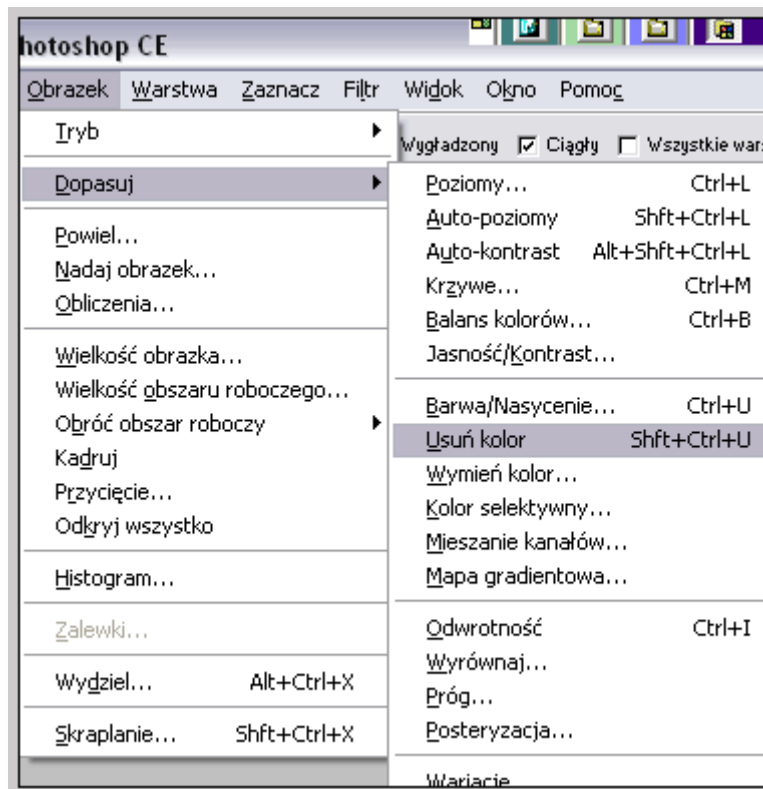 hotoshop CE
Obrazek Warstwa Zaznacz Filtr Widok Okno Pomoc
Wygładzony Ciągły Wszystkie war
Tryb
Dopasuj
Powiel...
Nadaj obrazek...
Obliczenia...
Wielkość obrazka...
Wielkość obszaru roboczego...
Obróć obszar roboczy
Kadruj
Przycięcie...
Odkryj wszystko
Histogram...
Zalewki...
Wydziel... Alt+Ctrl+X
Skraplanie... Shft+Ctrl+X
Poziomy... Ctrl+L
Auto-poziomy Shft+Ctrl+L
Auto-kontrast Alt+Shft+Ctrl+L
Krzywe... Ctrl+M
Balans kolorów... Ctrl+B
Jasność/Kontrast...
Barwa/Nasycenie... Ctrl+U
Usuń kolor Shft+Ctrl+U
Wymień kolor...
Kolor selektywny...
Mieszanie kanałów...
Mapa gradientowa...
Odwrotność Ctrl+I
Wyrównaj...
Próg...
Posteryzacja...
Wariacje